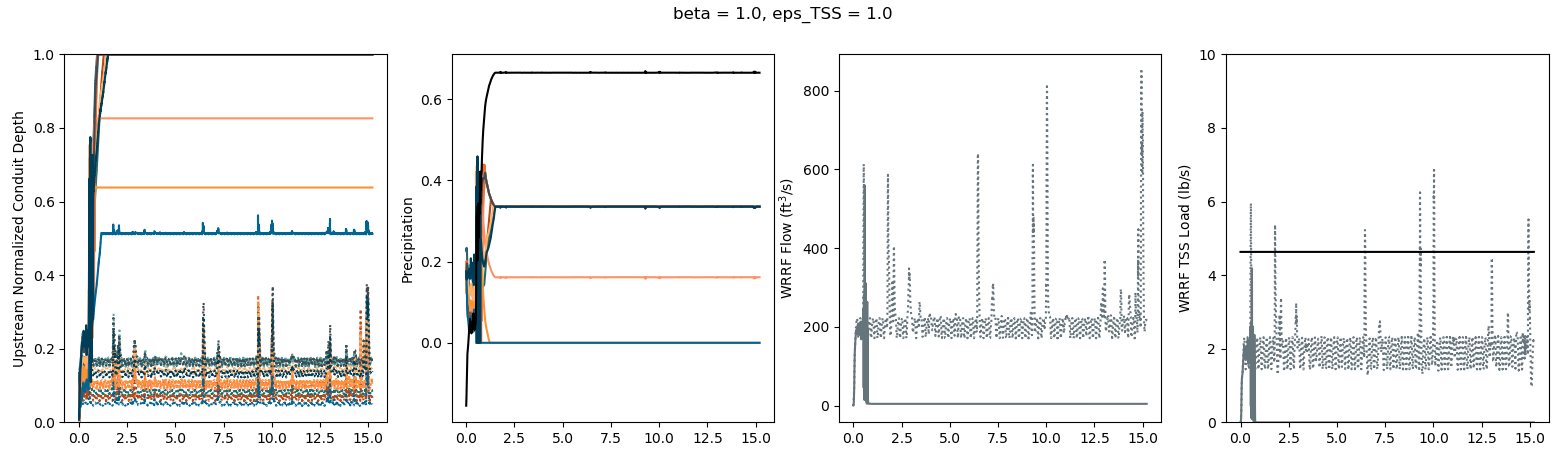 beta = 1.0, eps_TSS = 1.0
Upstream Normalized Conduit Depth
1.0
0.8
0.6
0.4
0.2
0.0
0.0 2.5 5.0 7.5 10.0 12.5 15.0
Precipitation
0.6
0.4
0.2
0.0
0.0 2.5 5.0 7.5 10.0 12.5 15.0
WRRF Flow (ft³/s)
800
600
400
200
0
0.0 2.5 5.0 7.5 10.0 12.5 15.0
WRRF TSS Load (lb/s)
10
8
6
4
2
0
0.0 2.5 5.0 7.5 10.0 12.5 15.0